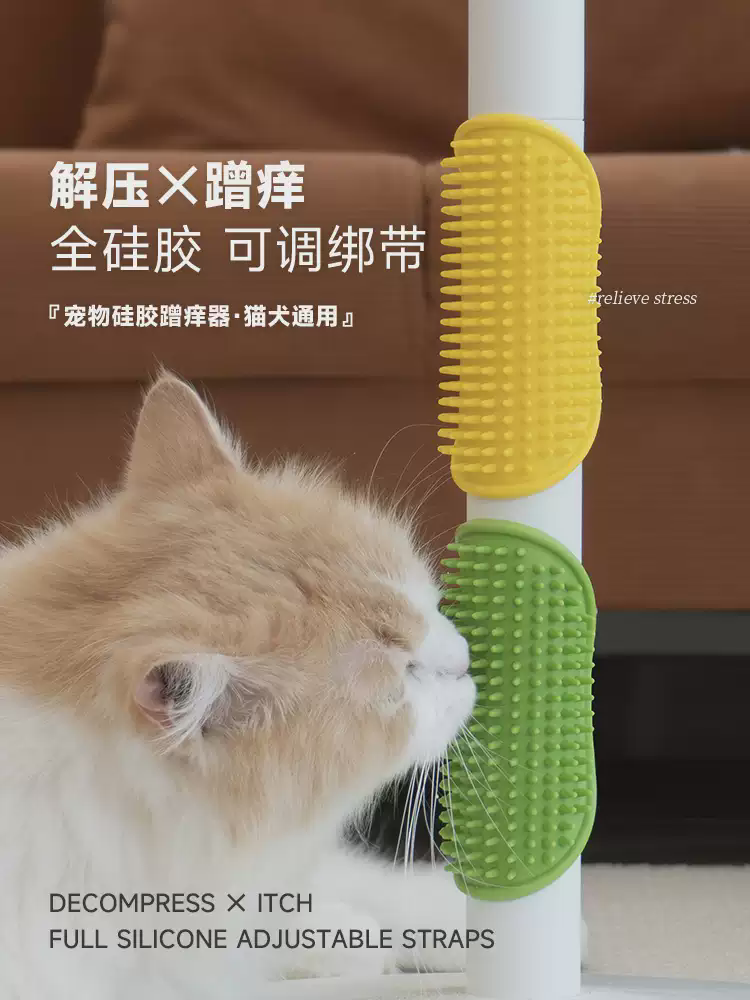 解压×蹭痒
全硅胶 可调绑带
『宠物硅胶蹭痒器·猫犬通用』
#relieve stress
DECOMPRESS × ITCH
FULL SILICONE ADJUSTABLE STRAPS